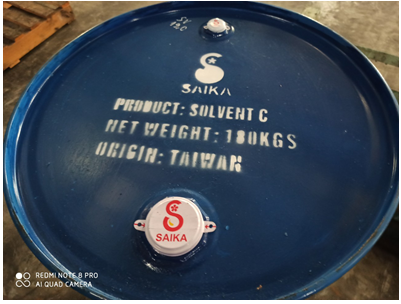 SAIKA
PRODUCT: SOLVENT C
NET WEIGHT: 180KGS
ORIGIN: TAIWAN
SAIKA
REDMI NOTE 8 PRO
AI QUAD CAMERA